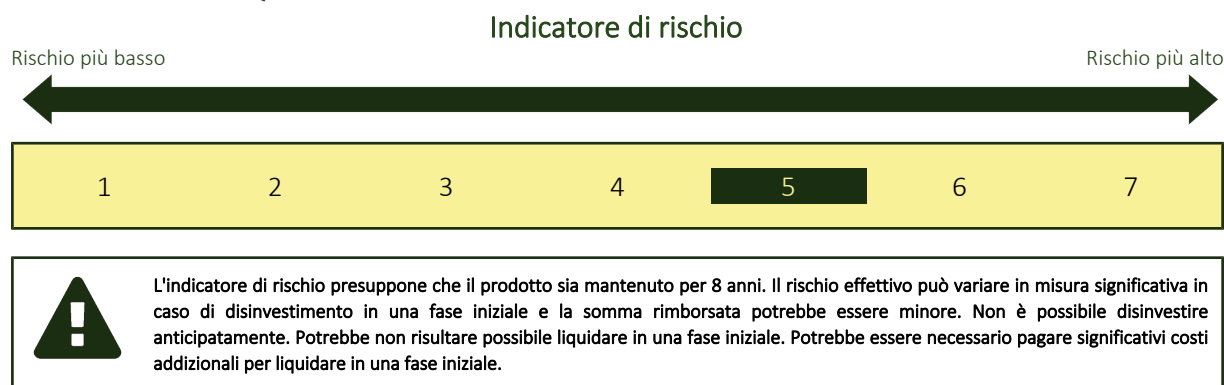 Indicatore di rischio
Rischio più basso
Rischio più alto
1 2 3 4 5 6 7
L'indicatore di rischio presuppone che il prodotto sia mantenuto per 8 anni. Il rischio effettivo può variare in misura significativa in
caso di disinvestimento in una fase iniziale e la somma rimborsata potrebbe essere minore. Non è possibile disinvestire
anticipatamente. Potrebbe non risultare possibile liquidare in una fase iniziale. Potrebbe essere necessario pagare significativi costi
addizionali per liquidare in una fase iniziale.